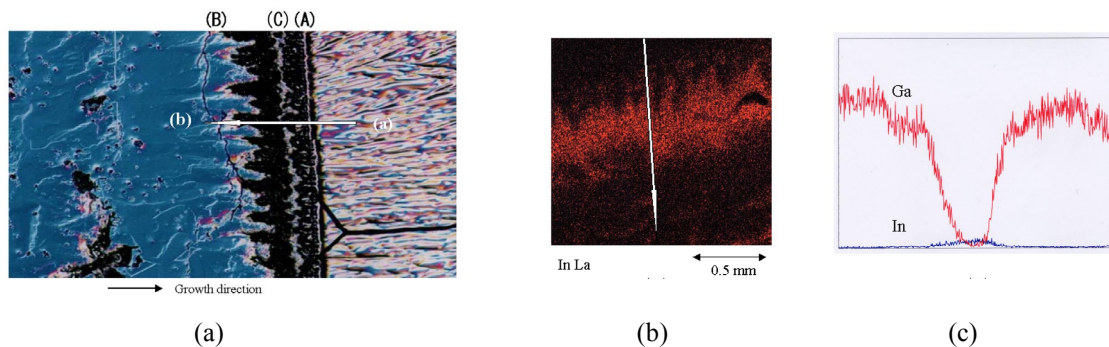 (B) (C) (A)
(b)
(a)
Growth direction
(a)
In La
0.5 mm
(b)
Ga
In
(c)